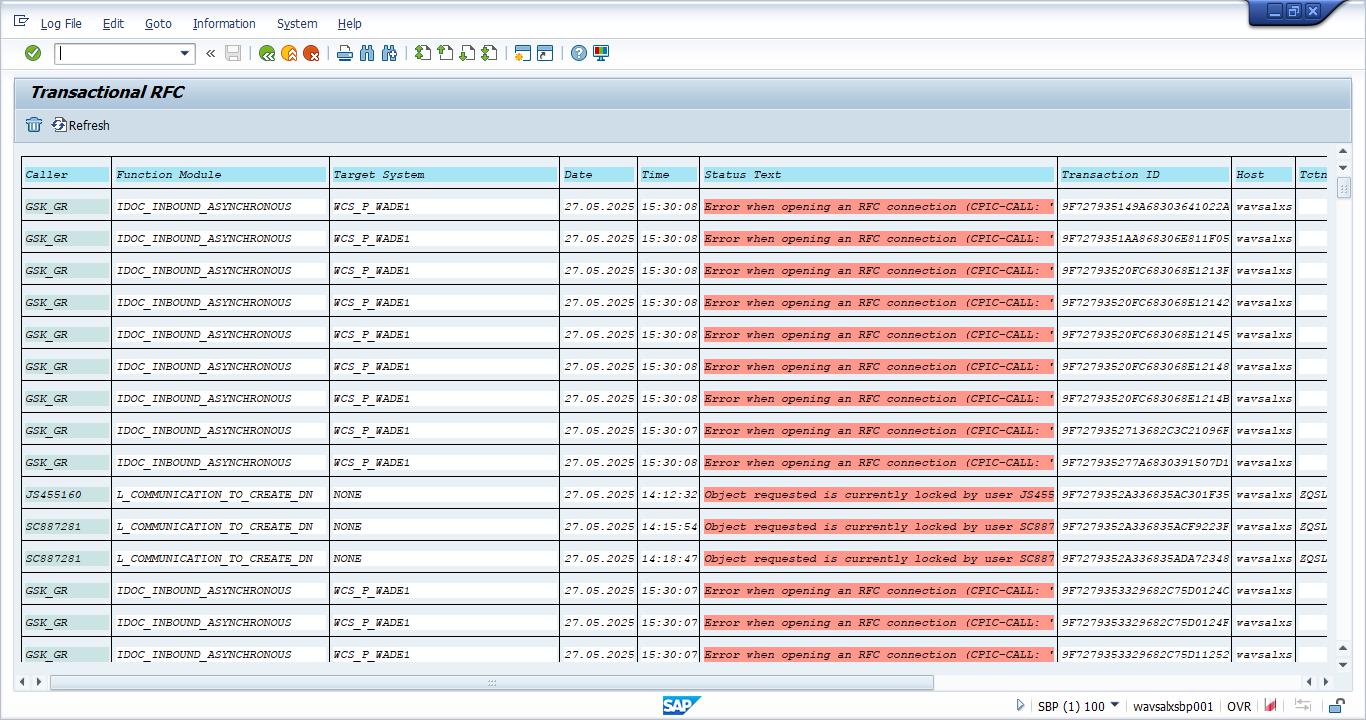 Log File Edit Goto Information System Help
Transactional RFC
Refresh
Caller Function Module Target System Date Time Status Text Transaction ID Host Tctn
GSK_GR IDOC_INBOUND_ASYNCHRONOUS WCS_P_WADE1 27.05.2025 15:30:08 Error when opening an RFC connection (CPIC-CALL: ' 9F727935149A68303641022A wavsalxs
GSK_GR IDOC_INBOUND_ASYNCHRONOUS WCS_P_WADE1 27.05.2025 15:30:08 Error when opening an RFC connection (CPIC-CALL: ' 9F7279351AA868306E811F05 wavsalxs
GSK_GR IDOC_INBOUND_ASYNCHRONOUS WCS_P_WADE1 27.05.2025 15:30:08 Error when opening an RFC connection (CPIC-CALL: ' 9F72793520FC683068E1213F wavsalxs
GSK_GR IDOC_INBOUND_ASYNCHRONOUS WCS_P_WADE1 27.05.2025 15:30:08 Error when opening an RFC connection (CPIC-CALL: ' 9F72793520FC683068E12142 wavsalxs
GSK_GR IDOC_INBOUND_ASYNCHRONOUS WCS_P_WADE1 27.05.2025 15:30:08 Error when opening an RFC connection (CPIC-CALL: ' 9F72793520FC683068E12145 wavsalxs
GSK_GR IDOC_INBOUND_ASYNCHRONOUS WCS_P_WADE1 27.05.2025 15:30:08 Error when opening an RFC connection (CPIC-CALL: ' 9F72793520FC683068E12148 wavsalxs
GSK_GR IDOC_INBOUND_ASYNCHRONOUS WCS_P_WADE1 27.05.2025 15:30:08 Error when opening an RFC connection (CPIC-CALL: ' 9F72793520FC683068E1214B wavsalxs
GSK_GR IDOC_INBOUND_ASYNCHRONOUS WCS_P_WADE1 27.05.2025 15:30:07 Error when opening an RFC connection (CPIC-CALL: ' 9F7279352713682C3C21096F wavsalxs
GSK_GR IDOC_INBOUND_ASYNCHRONOUS WCS_P_WADE1 27.05.2025 15:30:08 Error when opening an RFC connection (CPIC-CALL: ' 9F727935277A6830391507D1 wavsalxs
JS455160 L_COMMUNICATION_TO_CREATE_DN NONE 27.05.2025 14:12:32 Object requested is currently locked by user JS455 9F7279352A336835AC301F35 wavsalxs ZQSL
SC887281 L_COMMUNICATION_TO_CREATE_DN NONE 27.05.2025 14:15:54 Object requested is currently locked by user SC887 9F7279352A336835ACF9223F wavsalxs ZQSL
SC887281 L_COMMUNICATION_TO_CREATE_DN NONE 27.05.2025 14:18:47 Object requested is currently locked by user SC887 9F7279352A336835ADA72348 wavsalxs ZQSL
GSK_GR IDOC_INBOUND_ASYNCHRONOUS WCS_P_WADE1 27.05.2025 15:30:07 Error when opening an RFC connection (CPIC-CALL: ' 9F7279353329682C75D0124C wavsalxs
GSK_GR IDOC_INBOUND_ASYNCHRONOUS WCS_P_WADE1 27.05.2025 15:30:07 Error when opening an RFC connection (CPIC-CALL: ' 9F7279353329682C75D0124F wavsalxs
GSK_GR IDOC_INBOUND_ASYNCHRONOUS WCS_P_WADE1 27.05.2025 15:30:07 Error when opening an RFC connection (CPIC-CALL: ' 9F7279353329682C75D11252 wavsalxs
SAP SBP (1) 100 wavsalxsbp001 OVR